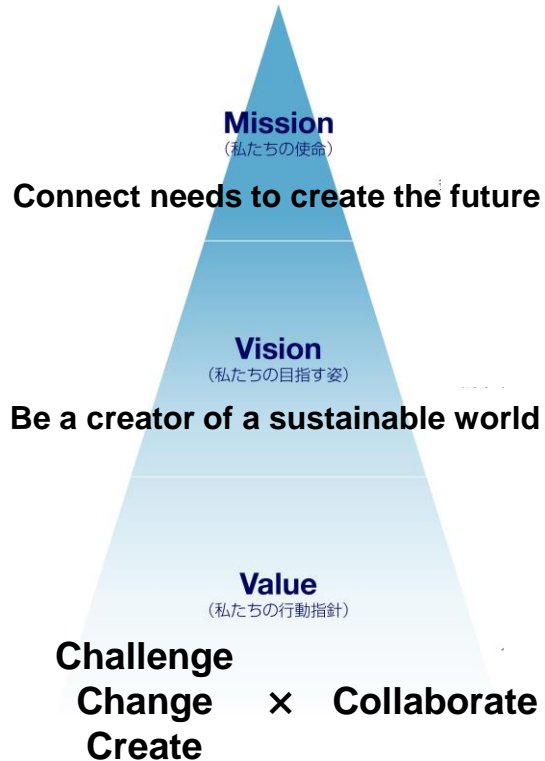 Mission
(私たちの使命)
Connect needs to create the future
Vision
(私たちの目指す姿)
Be a creator of a sustainable world
Value
(私たちの行動指針)
Challenge
Change × Collaborate
Create